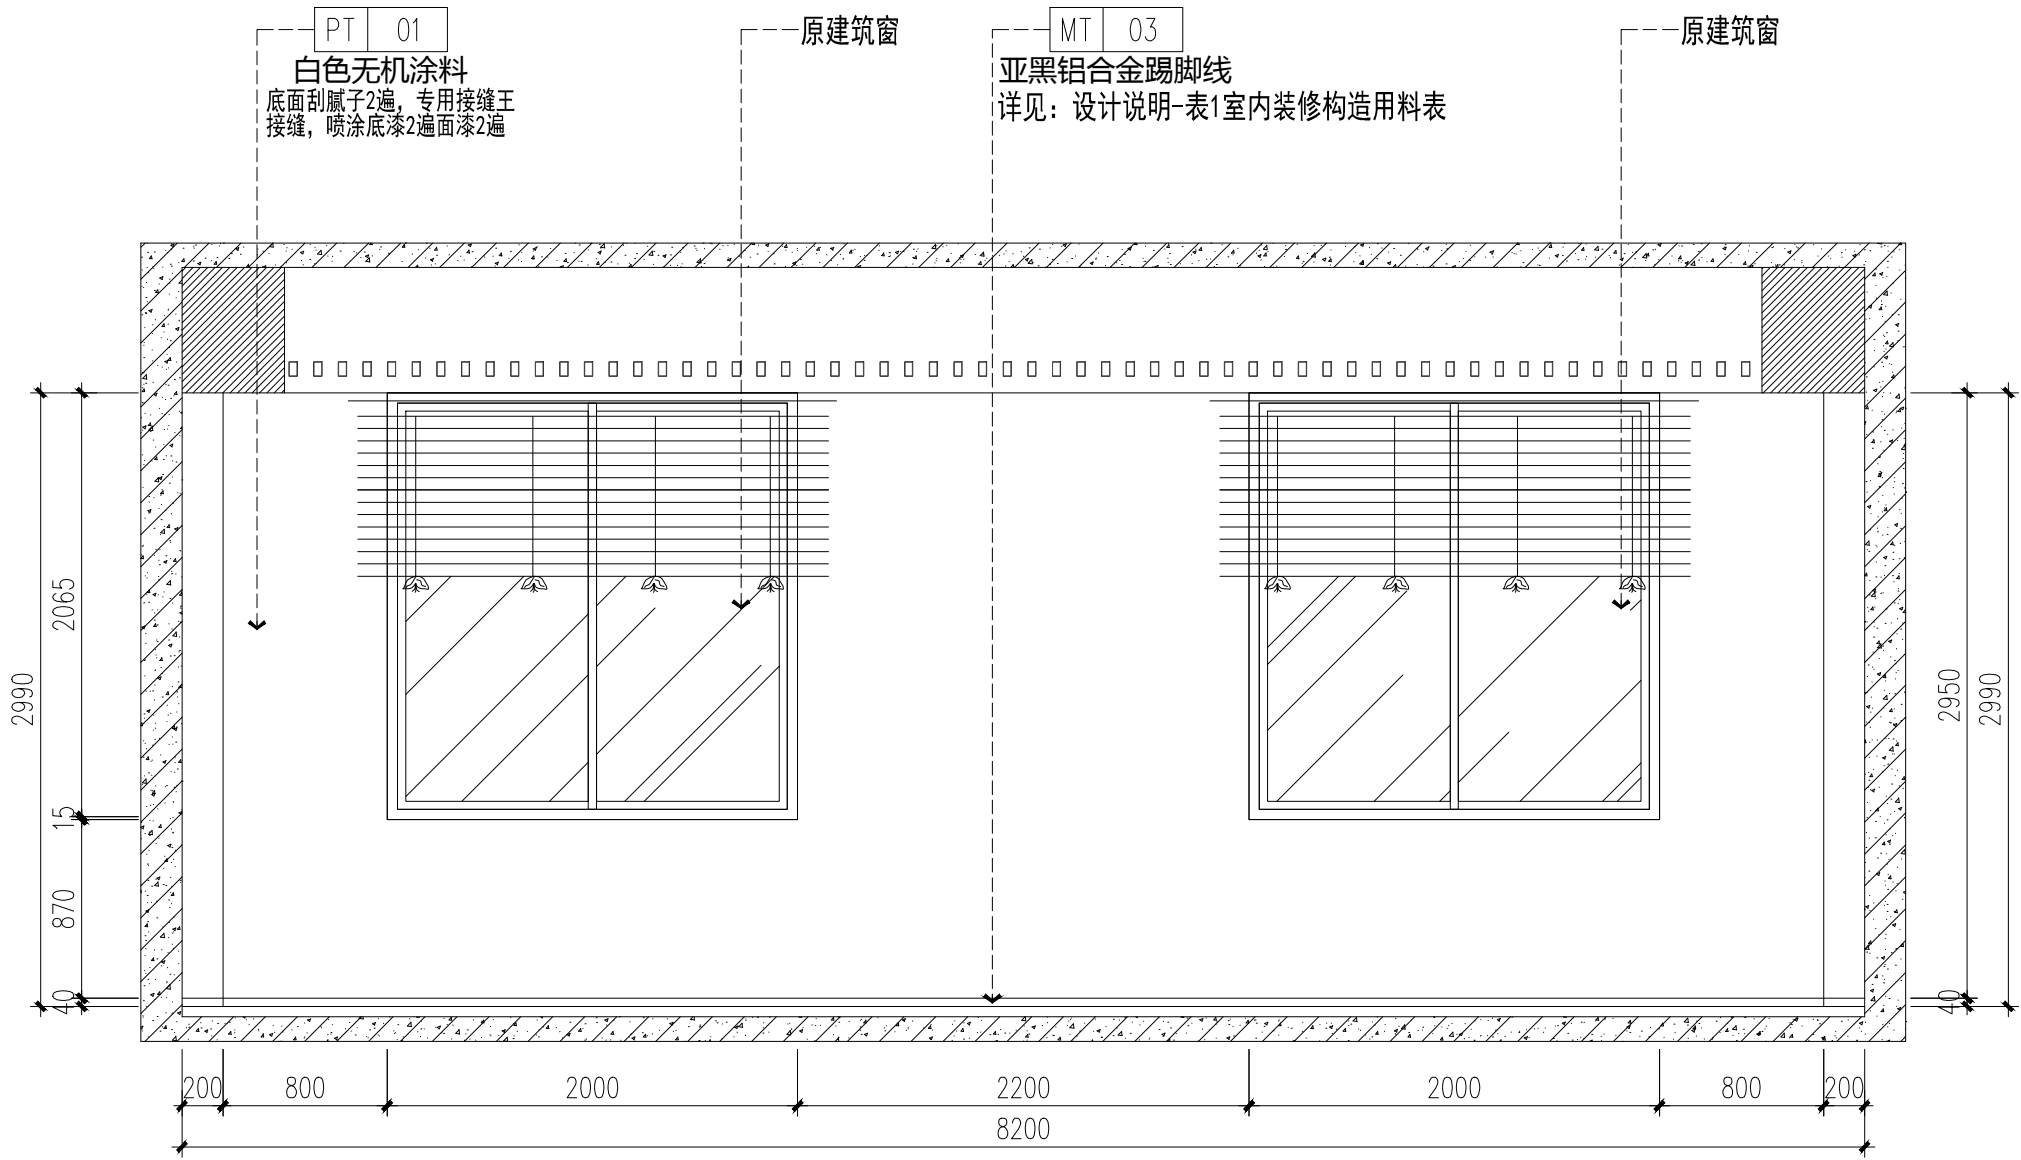 PT 01
白色无机涂料
底面刮腻子2遍，专用接缝王
接缝，喷涂底漆2遍面漆2遍
原建筑窗
MT 03
亚黑铝合金踢脚线
详见：设计说明-表1室内装修构造用料表
原建筑窗
2990
2065
15
870
40
2950
2990
40
200
800
2000
2200
2000
800
200
8200